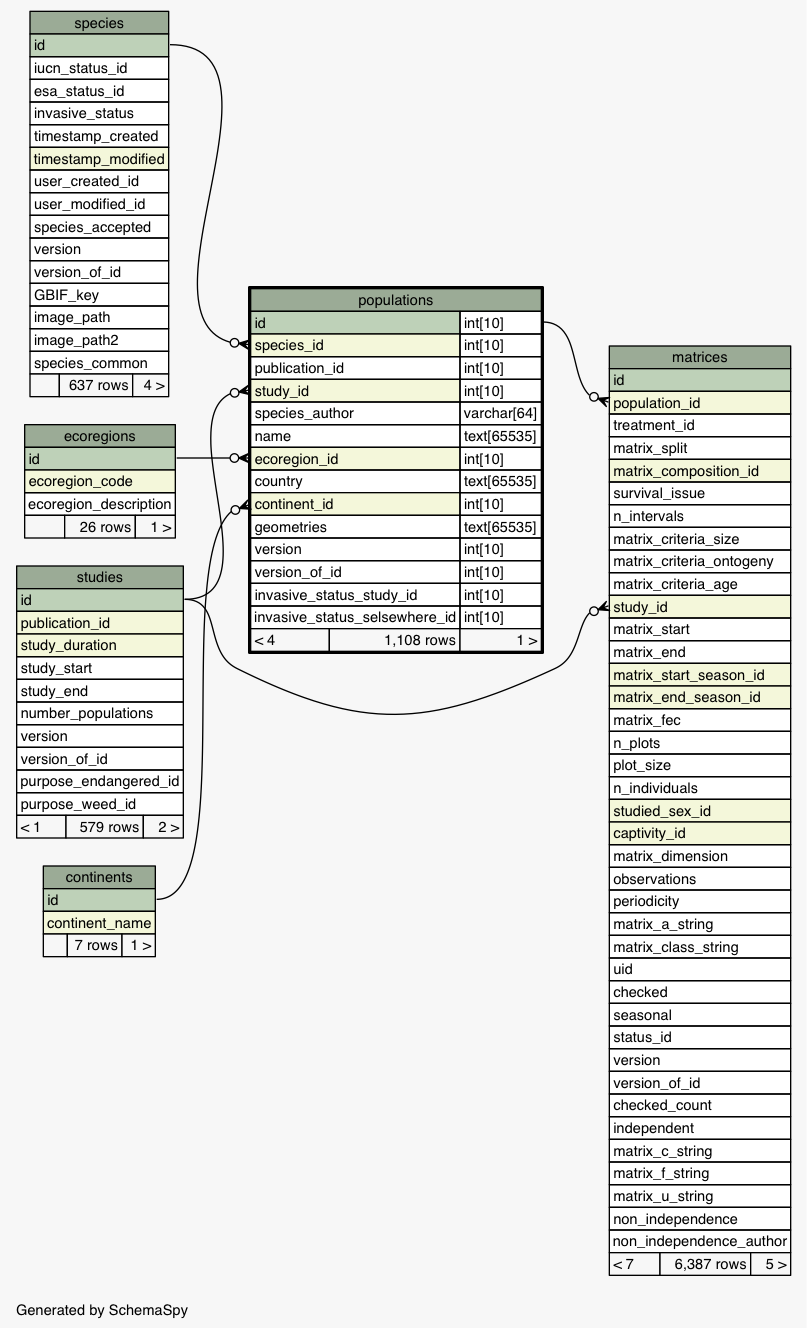 species
id
iucn_status_id
esa_status_id
invasive_status
timestamp_created
timestamp_modified
user_created_id
user_modified_id
species_accepted
version
version_of_id
GBIF_key
image_path
image_path2
species_common
637 rows 4 >
ecoregions
id
ecoregion_code
ecoregion_description
26 rows 1 >
studies
id
publication_id
study_duration
study_start
study_end
number_populations
version
version_of_id
purpose_endangered_id
purpose_weed_id
< 1 579 rows 2 >
continents
id
continent_name
7 rows 1 >
populations
id int[10]
species_id int[10]
publication_id int[10]
study_id int[10]
species_author varchar[64]
name text[65535]
ecoregion_id int[10]
country text[65535]
continent_id int[10]
geometries text[65535]
version int[10]
version_of_id int[10]
invasive_status_study_id int[10]
invasive_status_selsewhere_id int[10]
< 4 1,108 rows 1 >
matrices
id
population_id
treatment_id
matrix_split
matrix_composition_id
survival_issue
n_intervals
matrix_criteria_size
matrix_criteria_ontogeny
matrix_criteria_age
study_id
matrix_start
matrix_end
matrix_start_season_id
matrix_end_season_id
matrix_fec
n_plots
plot_size
n_individuals
studied_sex_id
captivity_id
matrix_dimension
observations
periodicity
matrix_a_string
matrix_class_string
uid
checked
seasonal
status_id
version
version_of_id
checked_count
independent
matrix_c_string
matrix_f_string
matrix_u_string
non_independence
non_independence_author
< 7 6,387 rows 5 >
Generated by SchemaSpy